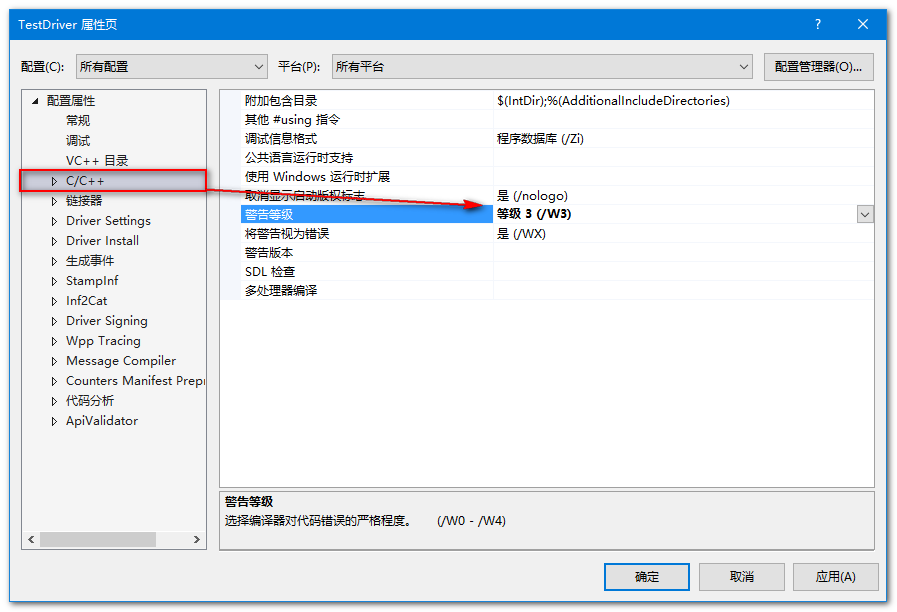 TestDriver 属性页
配置(C):
所有配置
平台(P):
所有平台
配置管理器(O)...
配置属性
常规
调试
VC++ 目录
C/C++
链接器
Driver Settings
Driver Install
生成事件
StampInf
Inf2Cat
Driver Signing
Wpp Tracing
Message Compiler
Counters Manifest Prepr
代码分析
ApiValidator
附加包含目录 $(IntDir);%(AdditionalIncludeDirectories)
其他 #using 指令
调试信息格式 程序数据库 (/Zi)
公共语言运行时支持
使用 Windows 运行时扩展
取消显示启动版权标志 是 (/nologo)
警告等级 等级 3 (/W3)
将警告视为错误 是 (/WX)
警告版本
SDL 检查
多处理器编译
警告等级
选择编译器对代码错误的严格程度。 (/W0 - /W4)
确定
取消
应用(A)